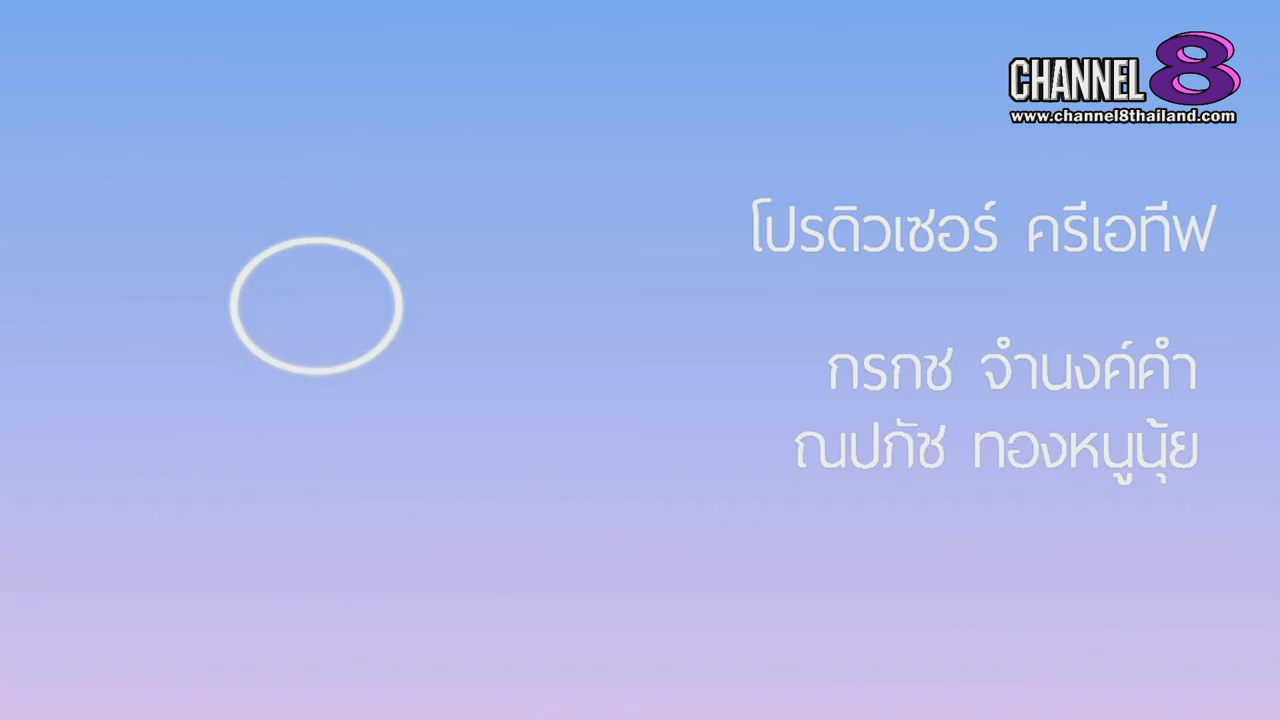 CHANNEL 8
www.channel8thailand.com
โปรดิวเซอร์ ครีเอทีฟ
กรกช จำนงค์คำ
ณปภัช ทองหนูนุ้ย